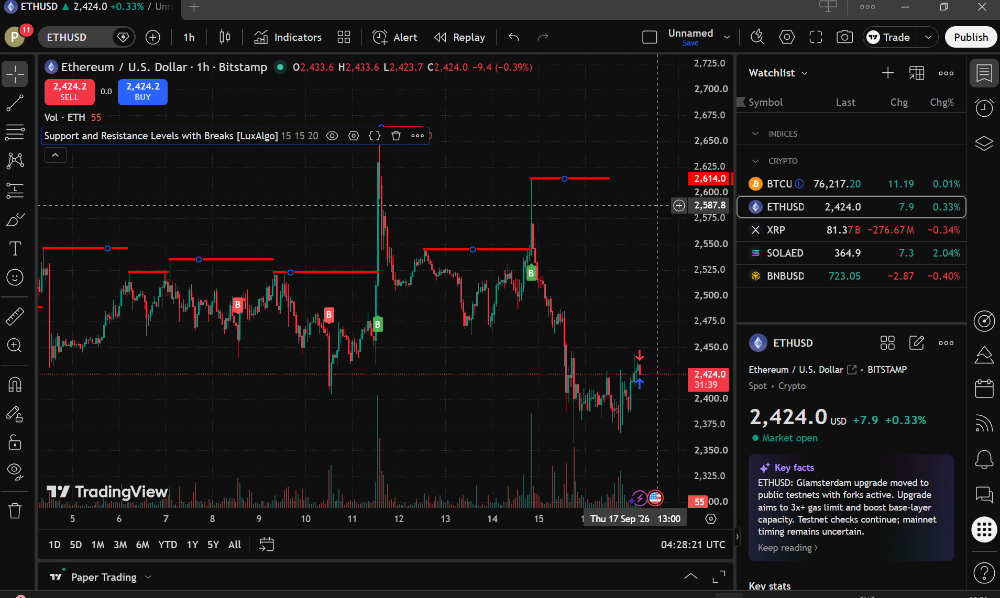 ETHUSD ▲ 2,424.0 +0.33% / Unn
P 11 ETHUSD 1h Indicators Alert Replay Unnamed Save Trade Publish
Ethereum / U.S. Dollar · 1h · Bitstamp O2,433.6 H2,433.6 L2,423.7 C2,424.0 −9.4 (−0.39%)
2,424.2 SELL 0.0 2,424.2 BUY
Vol · ETH 55
Support and Resistance Levels with Breaks [LuxAlgo] 15 15 20
B
B
B
B
2,725.0
2,700.0
2,675.0
2,650.0
2,625.0
2,614.0
2,600.0
2,587.8
2,575.0
2,550.0
2,525.0
2,500.0
2,475.0
2,450.0
2,424.0
31:39
2,400.0
2,375.0
2,350.0
2,325.0
55 00.0
TradingView
5 6 7 8 9 10 11 12 13 14 15 Thu 17 Sep '26 13:00
1D 5D 1M 3M 6M YTD 1Y 5Y All 04:28:21 UTC
Paper Trading
Watchlist
Symbol Last Chg Chg%
INDICES
CRYPTO
BTCU L 76,217.20 11.19 0.01%
ETHUSD 2,424.0 7.9 0.33%
XRP 81.37 B −276.67 M −0.34%
SOLAED 364.9 7.3 2.04%
BNBUSD 723.05 −2.87 −0.40%
ETHUSD
Ethereum / U.S. Dollar • BITSTAMP
Spot • Crypto
2,424.0 USD +7.9 +0.33%
Market open
Key facts
ETHUSD: Glamsterdam upgrade moved to
public testnets with forks active. Upgrade
aims to 3x+ gas limit and boost base-layer
capacity. Testnet checks continue; mainnet
timing remains uncertain.
Keep reading
Key stats